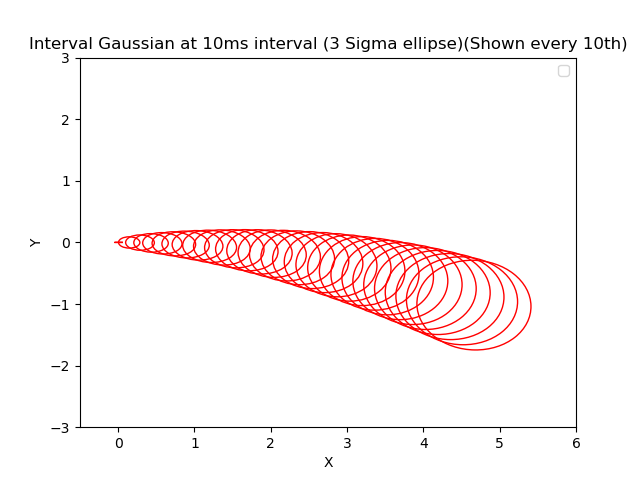 Interval Gaussian at 10ms interval (3 Sigma ellipse)(Shown every 10th)
3
2
1
0
−1
−2
−3
Y
0 1 2 3 4 5 6
X